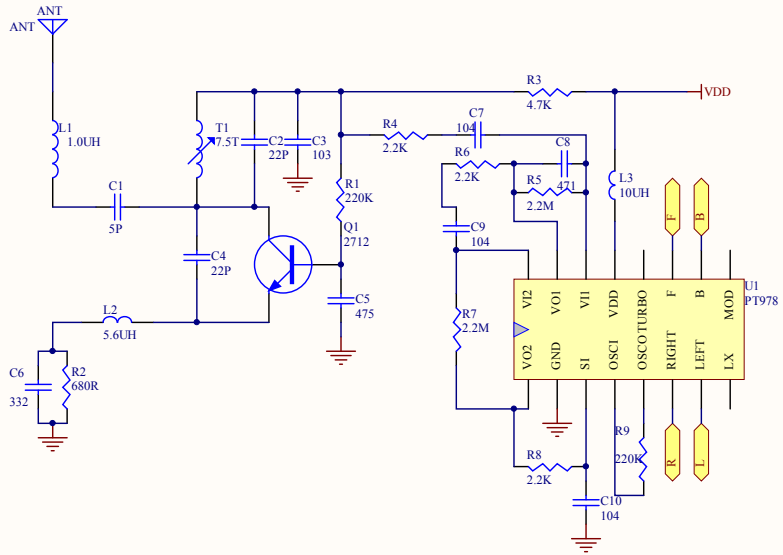 ANT
ANT
R3
VDD
4.7K
C7
R4
104
L1
T1
1.0UH
7.5T
C2
C3
22P
103
2.2K
C8
R6
2.2K
471
R5
2.2M
L3
10UH
C1
5P
R1
220K
Q1
2712
C9
104
F
B
C4
22P
C5
475
L2
5.6UH
U1
PT978
VI2
VO1
VI1
VDD
TURBO
F
B
MOD
R7
2.2M
VO2
GND
SI
OSCI
OSCO
RIGHT
LEFT
LX
C6
332
R2
680R
R8
2.2K
R9
220K
R
L
C10
104